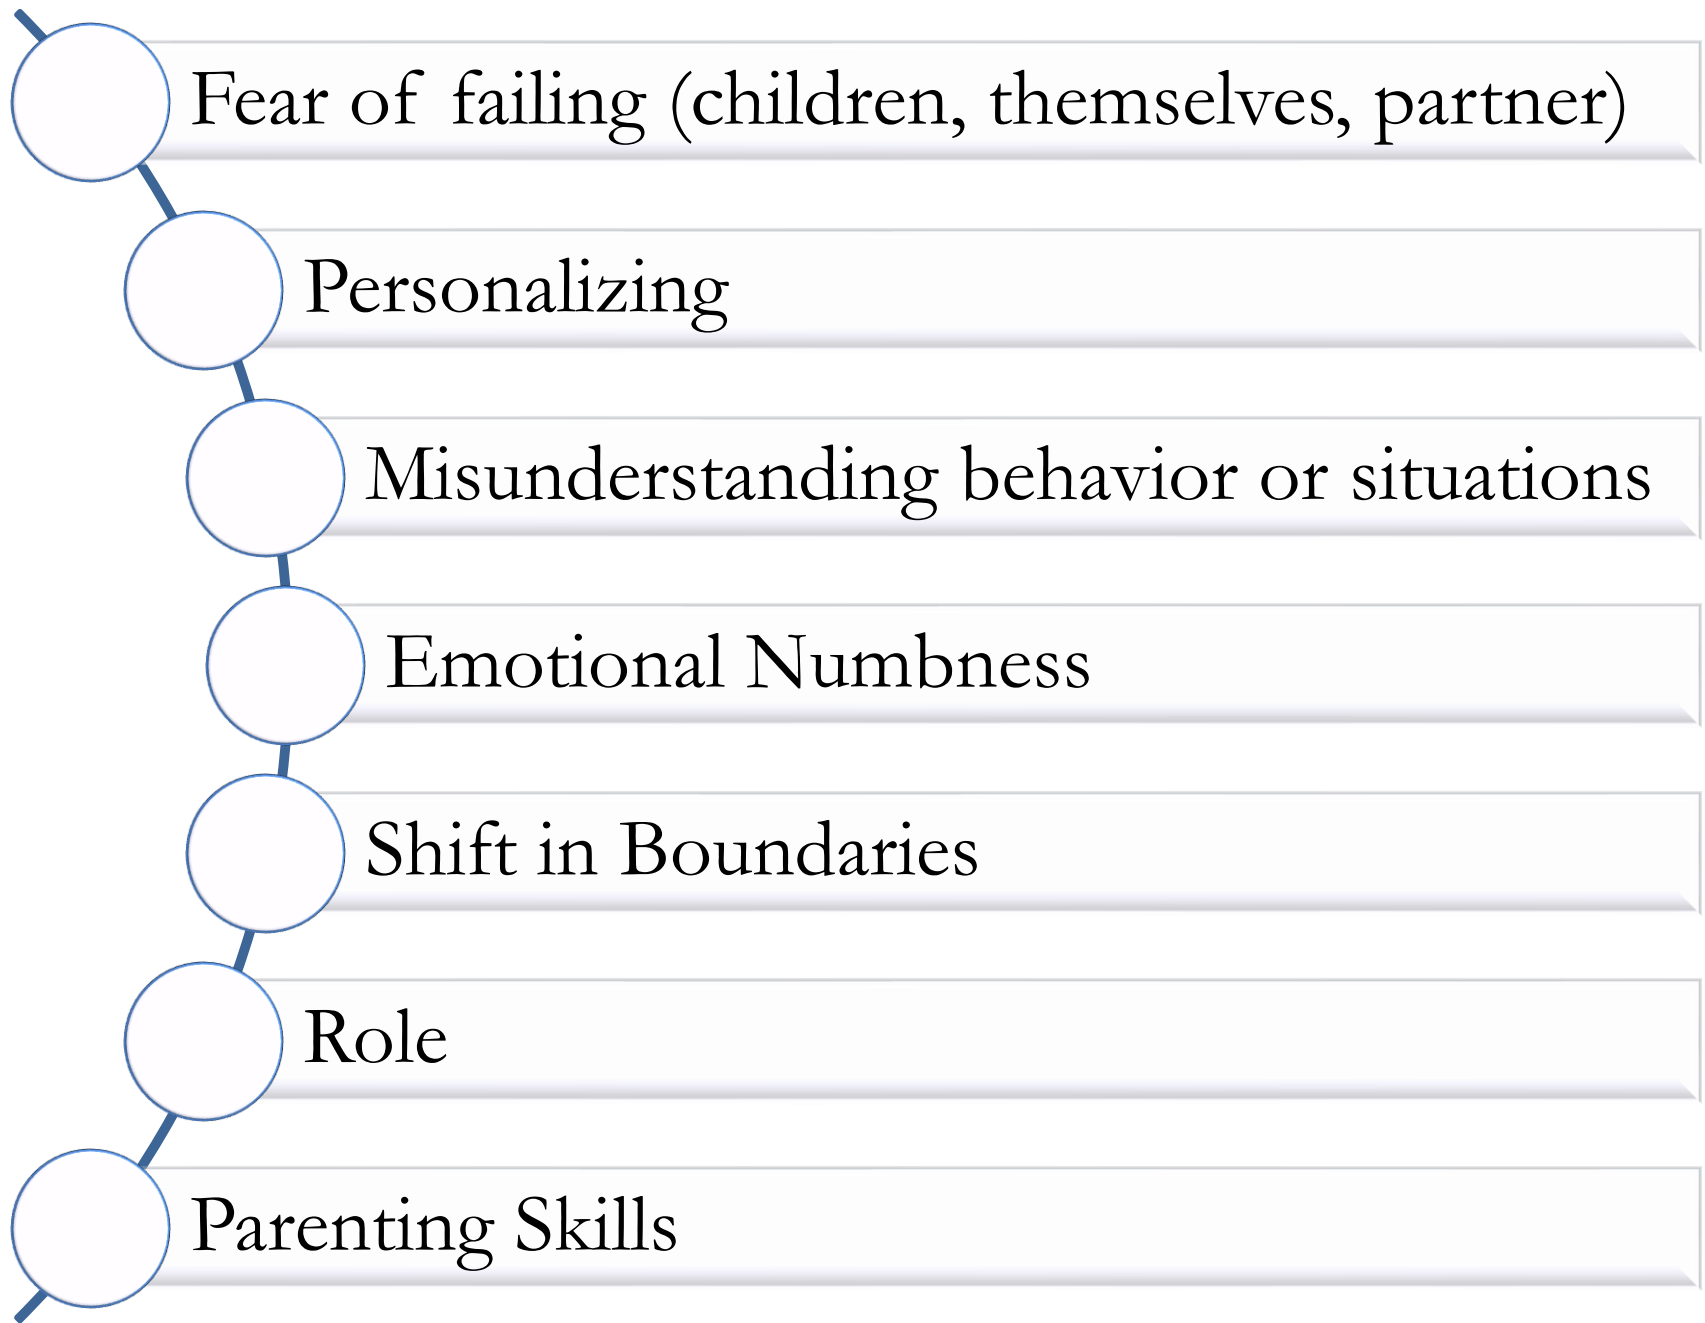 Fear of failing (children, themselves, partner)
Personalizing
Misunderstanding behavior or situations
Emotional Numbness
Shift in Boundaries
Role
Parenting Skills